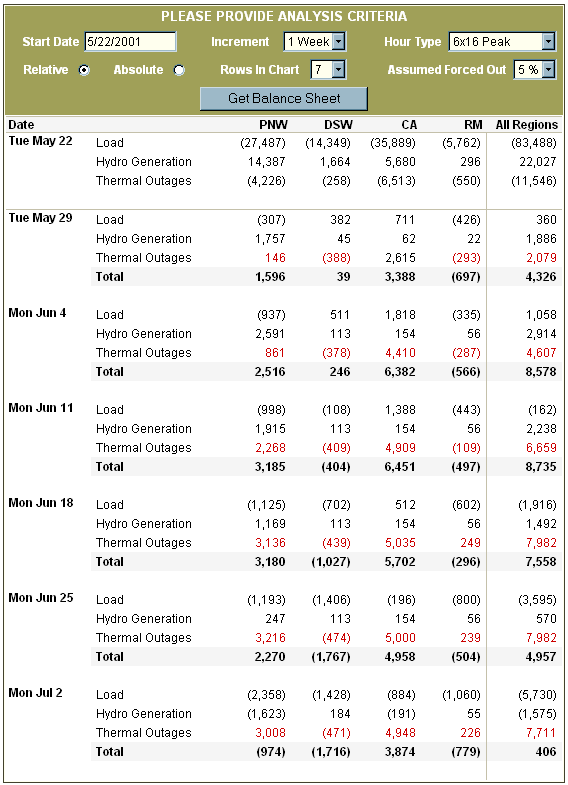 PLEASE PROVIDE ANALYSIS CRITERIA
Start Date 5/22/2001 Increment 1 Week Hour Type 6x16 Peak
Relative Absolute Rows In Chart 7 Assumed Forced Out 5 %
Get Balance Sheet
Date PNW DSW CA RM All Regions
Tue May 22 Load (27,487) (14,349) (35,889) (5,762) (83,488)
Hydro Generation 14,387 1,664 5,680 296 22,027
Thermal Outages (4,226) (258) (6,513) (550) (11,546)
Tue May 29 Load (307) 382 711 (426) 360
Hydro Generation 1,757 45 62 22 1,886
Thermal Outages 146 (388) 2,615 (293) 2,079
Total 1,596 39 3,388 (697) 4,326
Mon Jun 4 Load (937) 511 1,818 (335) 1,058
Hydro Generation 2,591 113 154 56 2,914
Thermal Outages 861 (378) 4,410 (287) 4,607
Total 2,516 246 6,382 (566) 8,578
Mon Jun 11 Load (998) (108) 1,388 (443) (162)
Hydro Generation 1,915 113 154 56 2,238
Thermal Outages 2,268 (409) 4,909 (109) 6,659
Total 3,185 (404) 6,451 (497) 8,735
Mon Jun 18 Load (1,125) (702) 512 (602) (1,916)
Hydro Generation 1,169 113 154 56 1,492
Thermal Outages 3,136 (439) 5,035 249 7,982
Total 3,180 (1,027) 5,702 (296) 7,558
Mon Jun 25 Load (1,193) (1,406) (196) (800) (3,595)
Hydro Generation 247 113 154 56 570
Thermal Outages 3,216 (474) 5,000 239 7,982
Total 2,270 (1,767) 4,958 (504) 4,957
Mon Jul 2 Load (2,358) (1,428) (884) (1,060) (5,730)
Hydro Generation (1,623) 184 (191) 55 (1,575)
Thermal Outages 3,008 (471) 4,948 226 7,711
Total (974) (1,716) 3,874 (779) 406